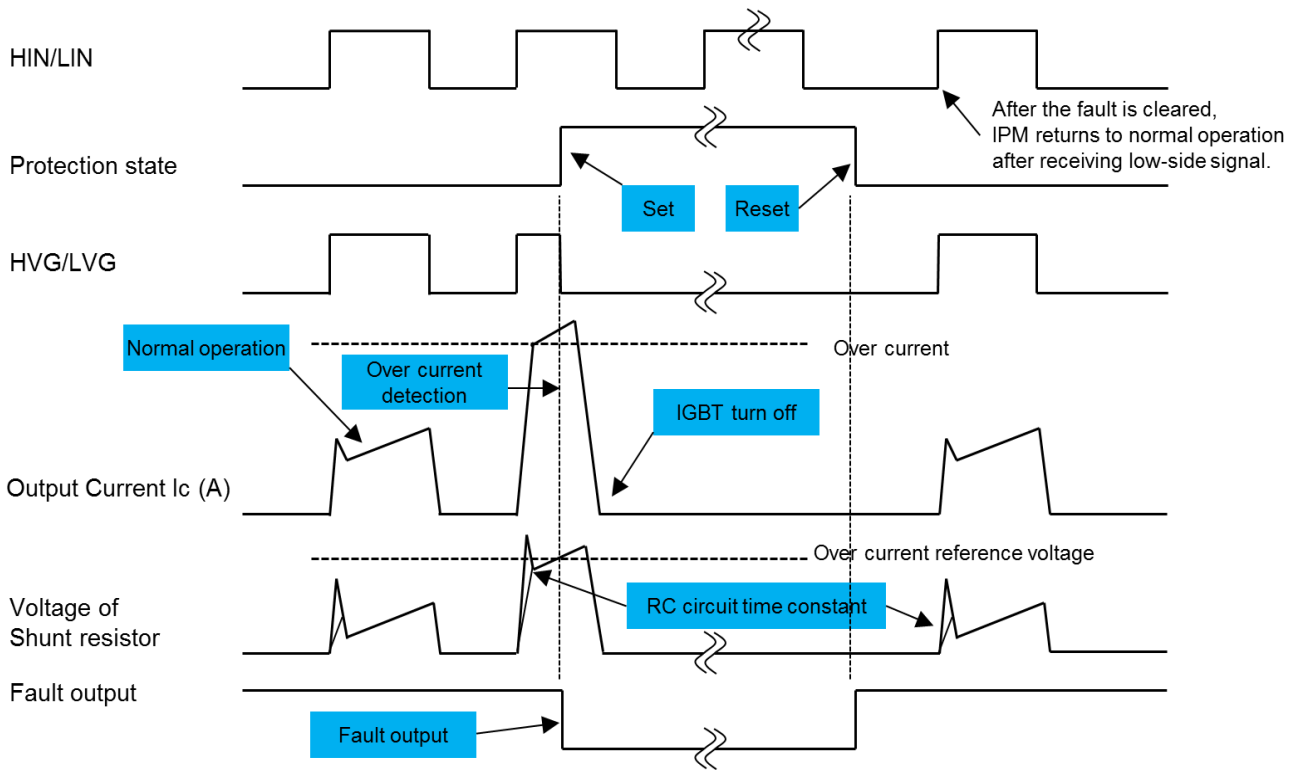 HIN/LIN
After the fault is cleared,
IPM returns to normal operation
after receiving low-side signal.
Protection state
Set
Reset
HVG/LVG
Normal operation
Over current
Over current
detection
IGBT turn off
Output Current Ic (A)
Over current reference voltage
RC circuit time constant
Voltage of
Shunt resistor
Fault output
Fault output